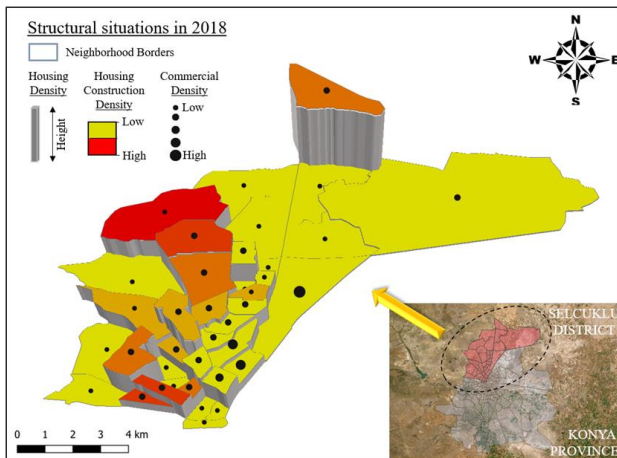 Structural situations in 2018
Neighborhood Borders
Housing
Density
Height
Housing
Construction
Density
Low
High
Commercial
Density
Low
High
N
W
E
S
SELCUKLU
DISTRICT
KONYA
PROVINCE
0 1 2 3 4 km